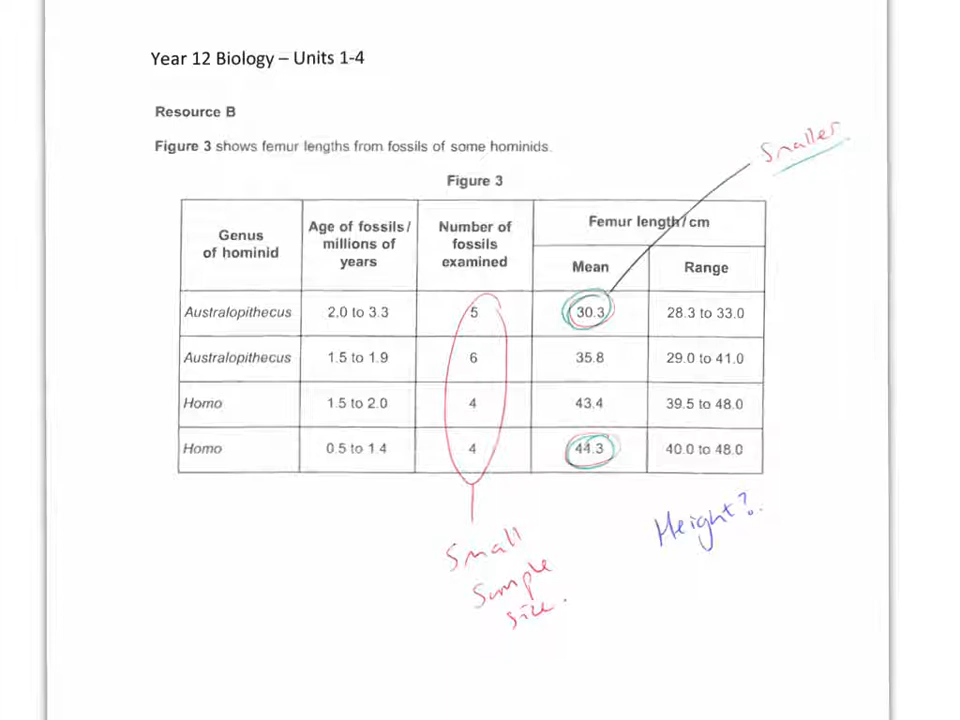 Year 12 Biology – Units 1-4
Resource B
Figure 3 shows femur lengths from fossils of some hominids.
Smaller
Figure 3
Genus of hominid | Age of fossils / millions of years | Number of fossils examined | Femur length / cm
Mean | Range
Australopithecus | 2.0 to 3.3 | 5 | 30.3 | 28.3 to 33.0
Australopithecus | 1.5 to 1.9 | 6 | 35.8 | 29.0 to 41.0
Homo | 1.5 to 2.0 | 4 | 43.4 | 39.5 to 48.0
Homo | 0.5 to 1.4 | 4 | 44.3 | 40.0 to 48.0
Height?
Small
Sample
size.